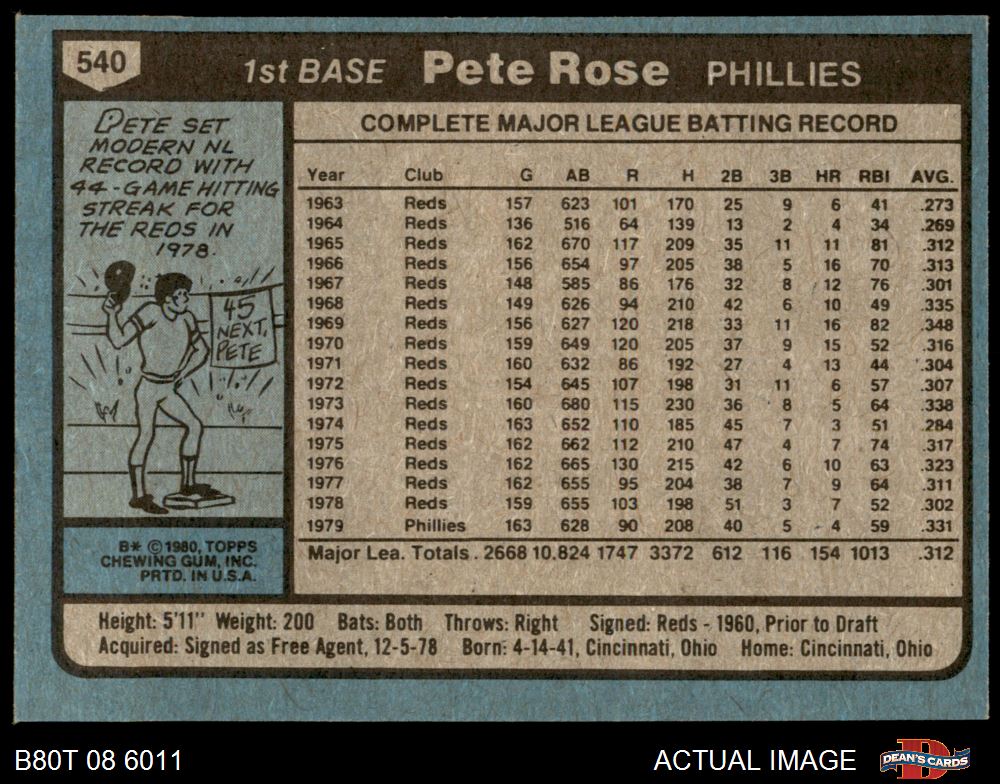 540
1st BASE Pete Rose PHILLIES
PETE SET
MODERN NL
RECORD WITH
44-GAME HITTING
STREAK FOR
THE REDS IN
1978.
45
NEXT,
PETE
B* © 1980, TOPPS
CHEWING GUM, INC.
PRTD. IN U.S.A.
COMPLETE MAJOR LEAGUE BATTING RECORD
Year Club G AB R H 2B 3B HR RBI AVG.
1963 Reds 157 623 101 170 25 9 6 41 .273
1964 Reds 136 516 64 139 13 2 4 34 .269
1965 Reds 162 670 117 209 35 11 11 81 .312
1966 Reds 156 654 97 205 38 5 16 70 .313
1967 Reds 148 585 86 176 32 8 12 76 .301
1968 Reds 149 626 94 210 42 6 10 49 .335
1969 Reds 156 627 120 218 33 11 16 82 .348
1970 Reds 159 649 120 205 37 9 15 52 .316
1971 Reds 160 632 86 192 27 4 13 44 .304
1972 Reds 154 645 107 198 31 11 6 57 .307
1973 Reds 160 680 115 230 36 8 5 64 .338
1974 Reds 163 652 110 185 45 7 3 51 .284
1975 Reds 162 662 112 210 47 4 7 74 .317
1976 Reds 162 665 130 215 42 6 10 63 .323
1977 Reds 162 655 95 204 38 7 9 64 .311
1978 Reds 159 655 103 198 51 3 7 52 .302
1979 Phillies 163 628 90 208 40 5 4 59 .331
Major Lea. Totals . 2668 10.824 1747 3372 612 116 154 1013 .312
Height: 5'11" Weight: 200 Bats: Both Throws: Right Signed: Reds - 1960, Prior to Draft
Acquired: Signed as Free Agent, 12-5-78 Born: 4-14-41, Cincinnati, Ohio Home: Cincinnati, Ohio
B80T 08 6011 ACTUAL IMAGE DEAN'S CARDS